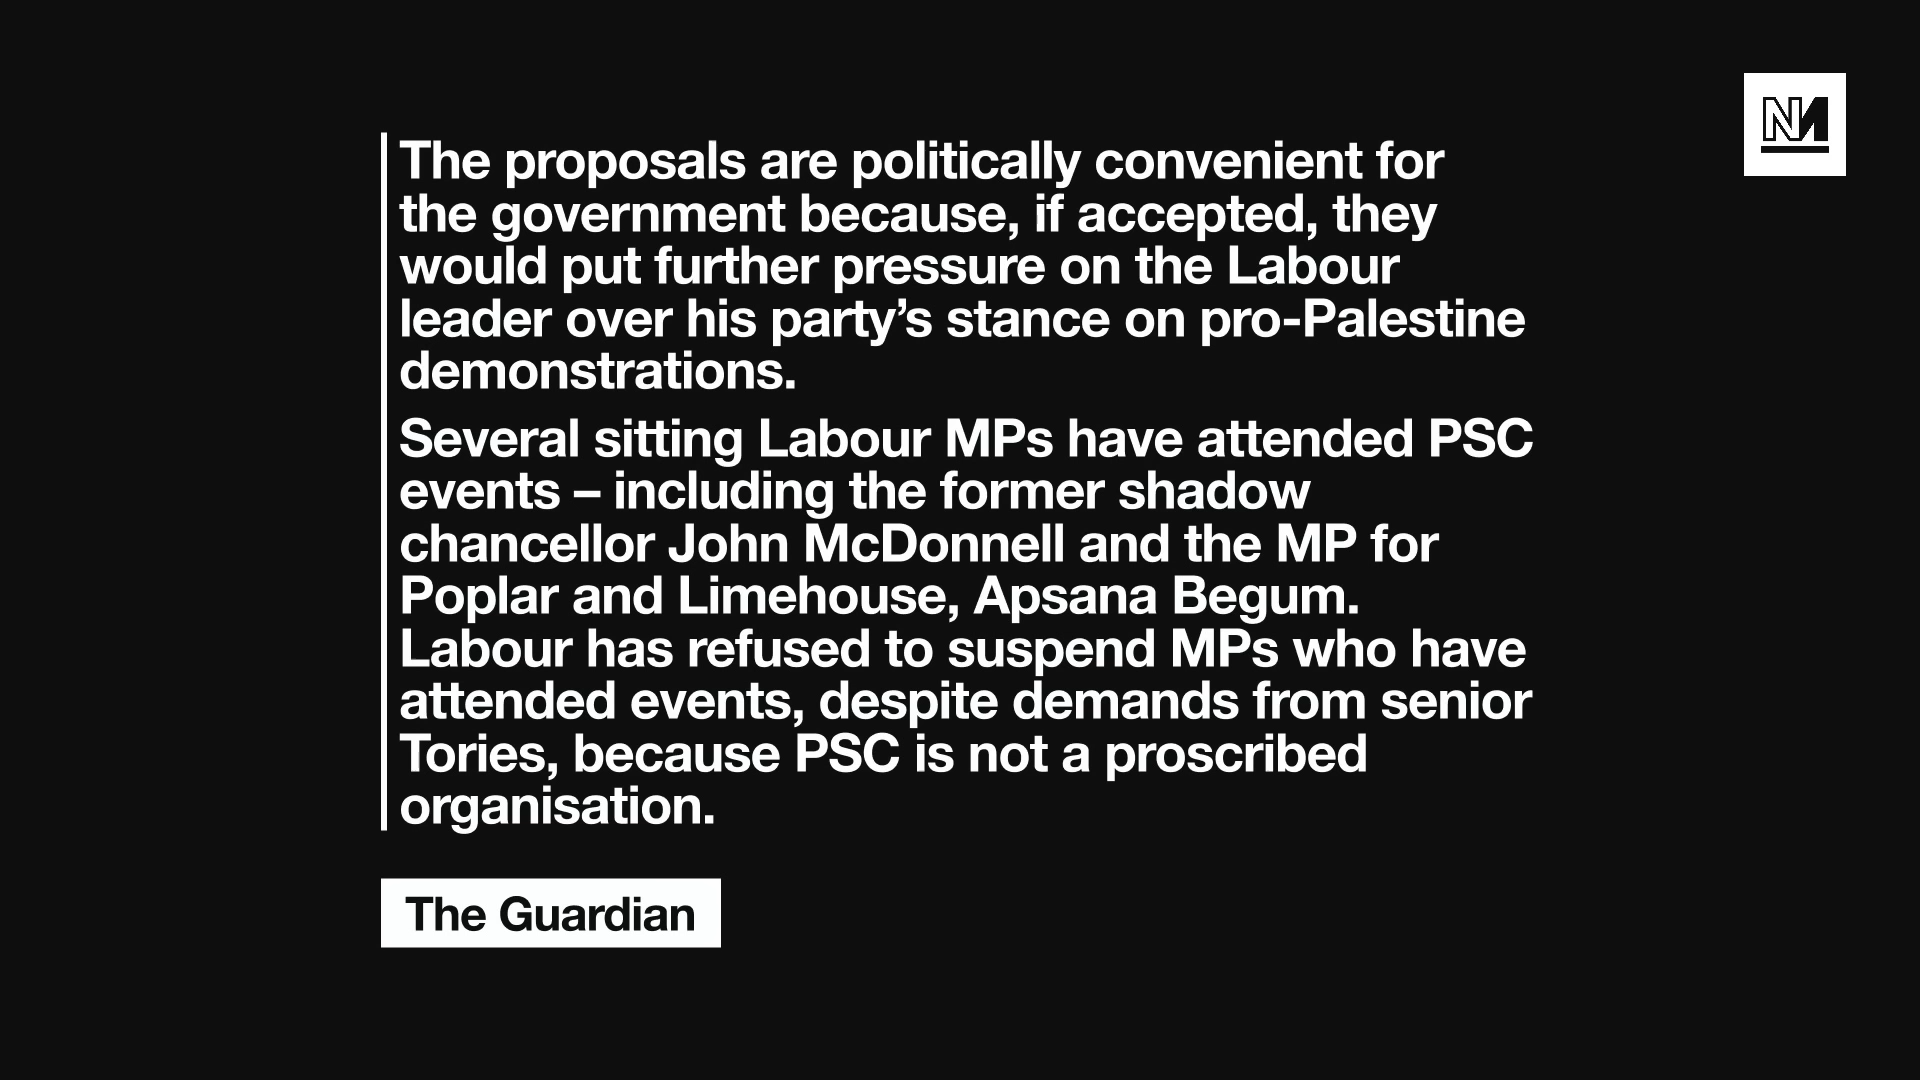 NM
The proposals are politically convenient for
the government because, if accepted, they
would put further pressure on the Labour
leader over his party’s stance on pro-Palestine
demonstrations.
Several sitting Labour MPs have attended PSC
events – including the former shadow
chancellor John McDonnell and the MP for
Poplar and Limehouse, Apsana Begum.
Labour has refused to suspend MPs who have
attended events, despite demands from senior
Tories, because PSC is not a proscribed
organisation.
The Guardian